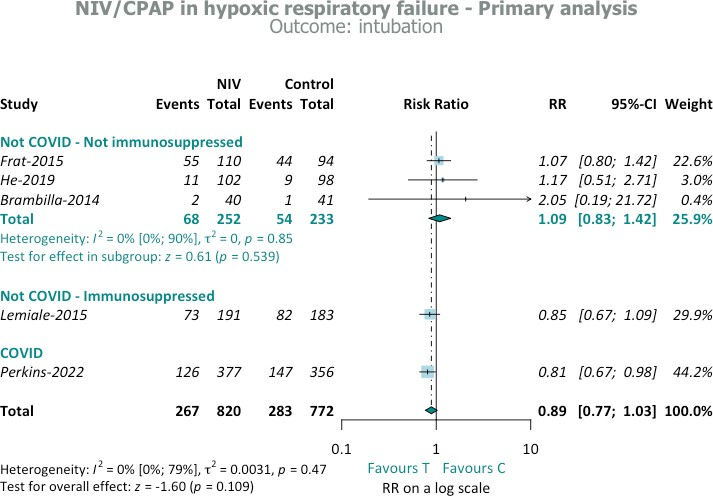 NIV/CPAP in hypoxic respiratory failure - Primary analysis
Outcome: intubation
NIV Control
Study Events Total Events Total Risk Ratio RR 95%-CI Weight
Not COVID - Not immunosuppressed
Frat-2015 55 110 44 94 1.07 [0.80; 1.42] 22.6%
He-2019 11 102 9 98 1.17 [0.51; 2.71] 3.0%
Brambilla-2014 2 40 1 41 2.05 [0.19; 21.72] 0.4%
Total 68 252 54 233 1.09 [0.83; 1.42] 25.9%
Heterogeneity: I² = 0% [0%; 90%], τ² = 0, p = 0.85
Test for effect in subgroup: z = 0.61 (p = 0.539)
Not COVID - Immunosuppressed
Lemiale-2015 73 191 82 183 0.85 [0.67; 1.09] 29.9%
COVID
Perkins-2022 126 377 147 356 0.81 [0.67; 0.98] 44.2%
Total 267 820 283 772 0.89 [0.77; 1.03] 100.0%
0.1 1 10
Heterogeneity: I² = 0% [0%; 79%], τ² = 0.0031, p = 0.47 Favours T Favours C
Test for overall effect: z = -1.60 (p = 0.109) RR on a log scale